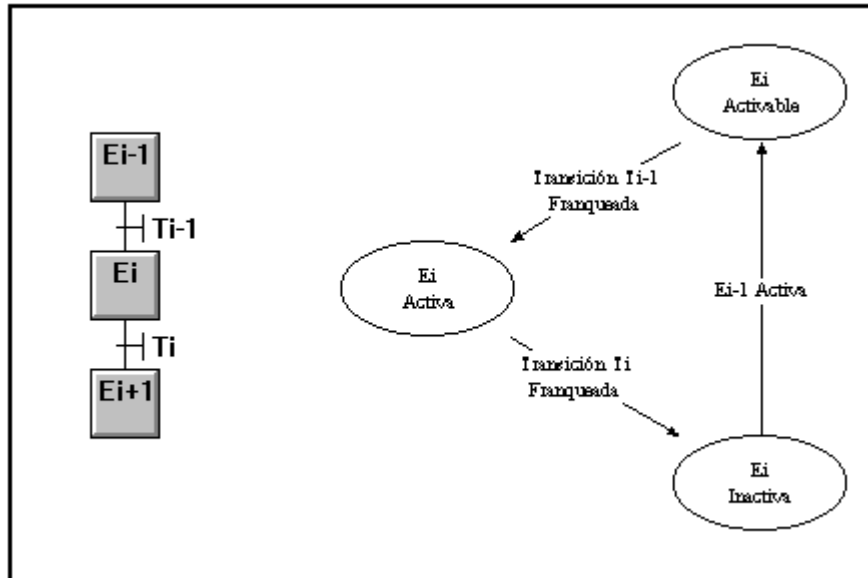 Ei-1
Ti-1
Ei
Ti
Ei+1
Ei
Activable
Transición Ti-1
Franqueada
Ei
Activa
Ei-1 Activa
Transición Ti
Franqueada
Ei
Inactiva